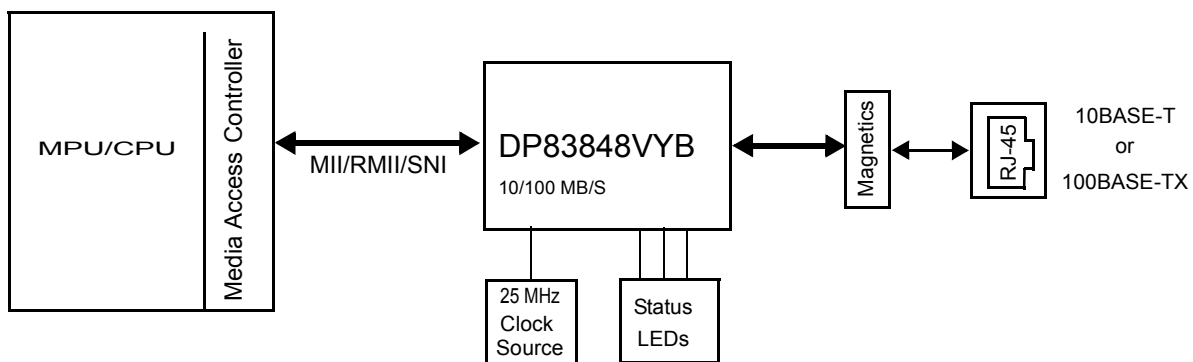 MPU/CPU
Media Access Controller
MII/RMII/SNI
DP83848VYB
10/100 MB/S
25 MHz
Clock
Source
Status
LEDs
Magnetics
RJ-45
10BASE-T
or
100BASE-TX